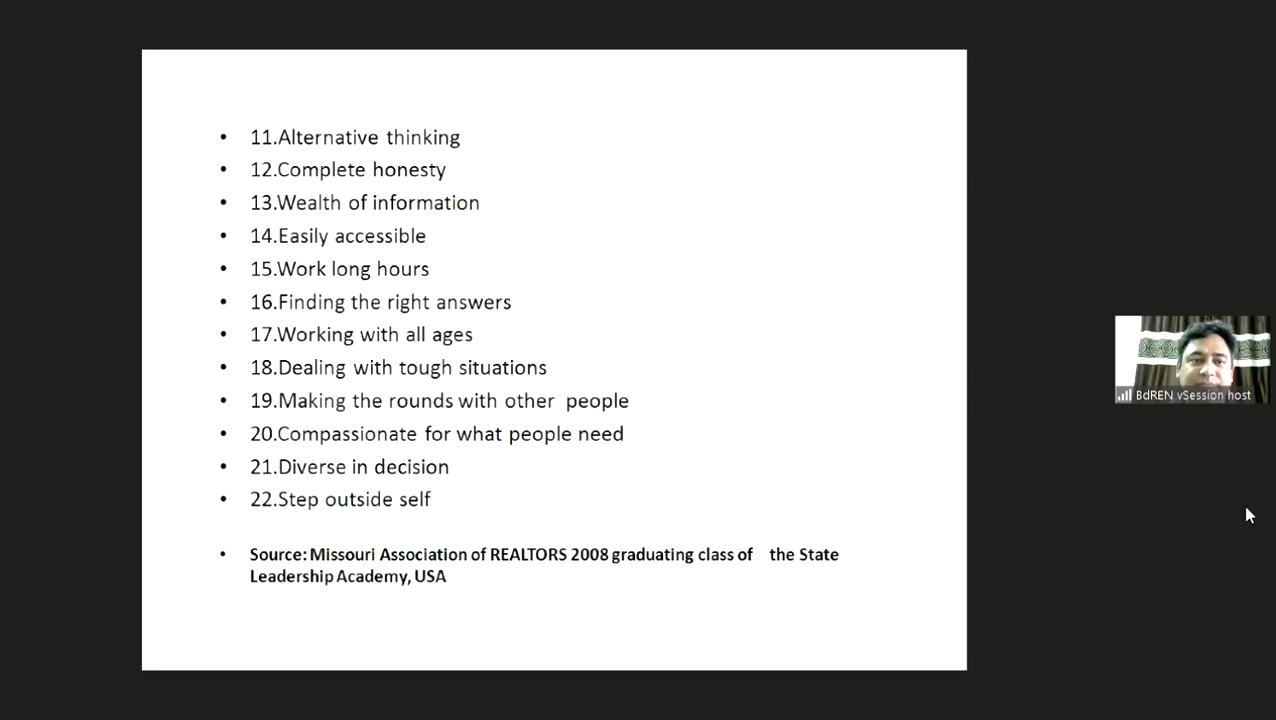 • 11.Alternative thinking
• 12.Complete honesty
• 13.Wealth of information
• 14.Easily accessible
• 15.Work long hours
• 16.Finding the right answers
• 17.Working with all ages
• 18.Dealing with tough situations
• 19.Making the rounds with other people
• 20.Compassionate for what people need
• 21.Diverse in decision
• 22.Step outside self
• Source: Missouri Association of REALTORS 2008 graduating class of the State
Leadership Academy, USA
BdREN vSession host